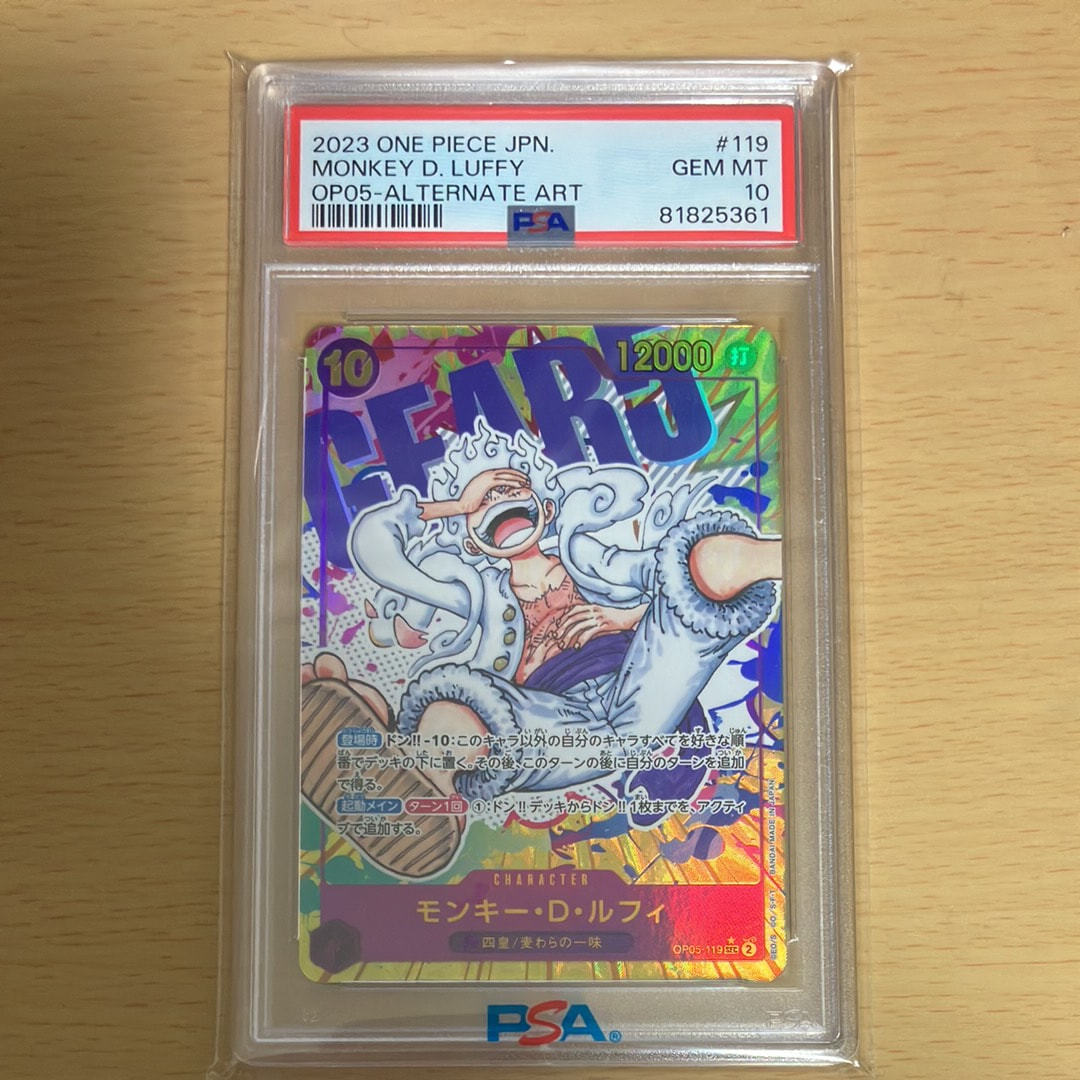 2023 ONE PIECE JPN. #119
MONKEY D. LUFFY GEM MT
OP05-ALTERNATE ART 10
PSA 81825361
10 12000 打
GEAR5
登場時 ドン!!-10:このキャラ以外の自分のキャラすべてを好きな順
番でデッキの下に置く。その後、このターンの後に自分のターンを追加
で得る。
起動メイン ターン1回 ①:ドン!!デッキからドン!!1枚までを、アクティ
ブで追加する。
CHARACTER
モンキー・D・ルフィ
四皇/麦わらの一味
OP05-119 SEC 2
©E.O/S. ©O/S・F・T BANDAI MADE IN JAPAN
PSA®